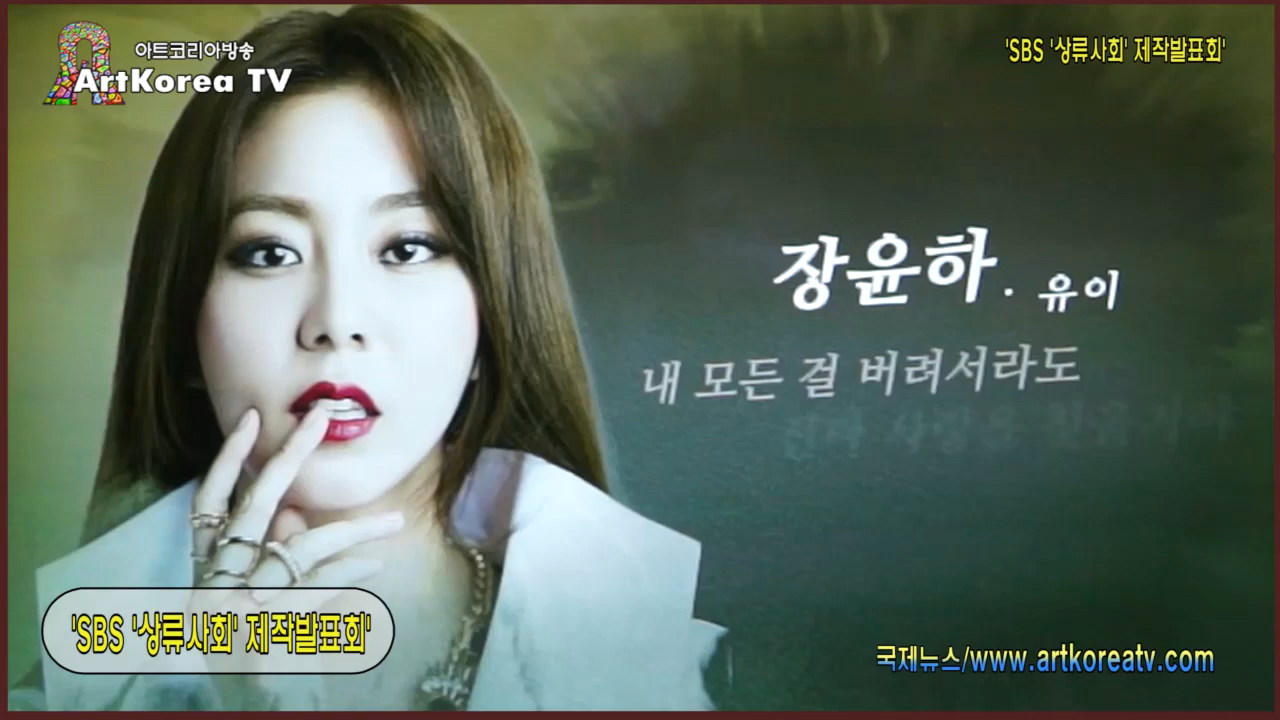 아트코리아방송
ArtKorea TV
'SBS '상류사회' 제작발표회'
장윤하. 유이
내 모든 걸 버려서라도
'SBS '상류사회' 제작발표회'
국제뉴스/www.artkoreatv.com